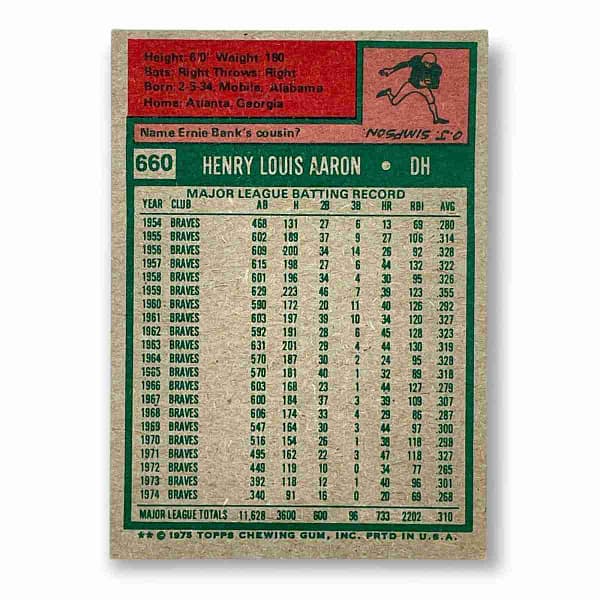 Height: 6'0" Weight: 180
Bats: Right Throws: Right
Born: 2-5-34, Mobile, Alabama
Home: Atlanta, Georgia
Name Ernie Bank's cousin?
O.J. SIMPSON
660 HENRY LOUIS AARON • DH
MAJOR LEAGUE BATTING RECORD
YEAR CLUB AB H 2B 3B HR RBI AVG
1954 BRAVES 468 131 27 6 13 69 .280
1955 BRAVES 602 189 37 9 27 106 .314
1956 BRAVES 609 200 34 14 26 92 .328
1957 BRAVES 615 198 27 6 44 132 .322
1958 BRAVES 601 196 34 4 30 95 .326
1959 BRAVES 629 223 46 7 39 123 .355
1960 BRAVES 590 172 20 11 40 126 .292
1961 BRAVES 603 197 39 10 34 120 .327
1962 BRAVES 592 191 28 6 45 128 .323
1963 BRAVES 631 201 29 4 44 130 .319
1964 BRAVES 570 187 30 2 24 95 .328
1965 BRAVES 570 181 40 1 32 89 .318
1966 BRAVES 603 168 23 1 44 127 .279
1967 BRAVES 600 184 37 3 39 109 .307
1968 BRAVES 606 174 33 4 29 86 .287
1969 BRAVES 547 164 30 3 44 97 .300
1970 BRAVES 516 154 26 1 38 118 .298
1971 BRAVES 495 162 22 3 47 118 .327
1972 BRAVES 449 119 10 0 34 77 .265
1973 BRAVES 392 118 12 1 40 96 .301
1974 BRAVES 340 91 16 0 20 69 .268
MAJOR LEAGUE TOTALS 11,628 3600 600 96 733 2202 .310
** © 1975 TOPPS CHEWING GUM, INC. PRTD IN U.S.A.